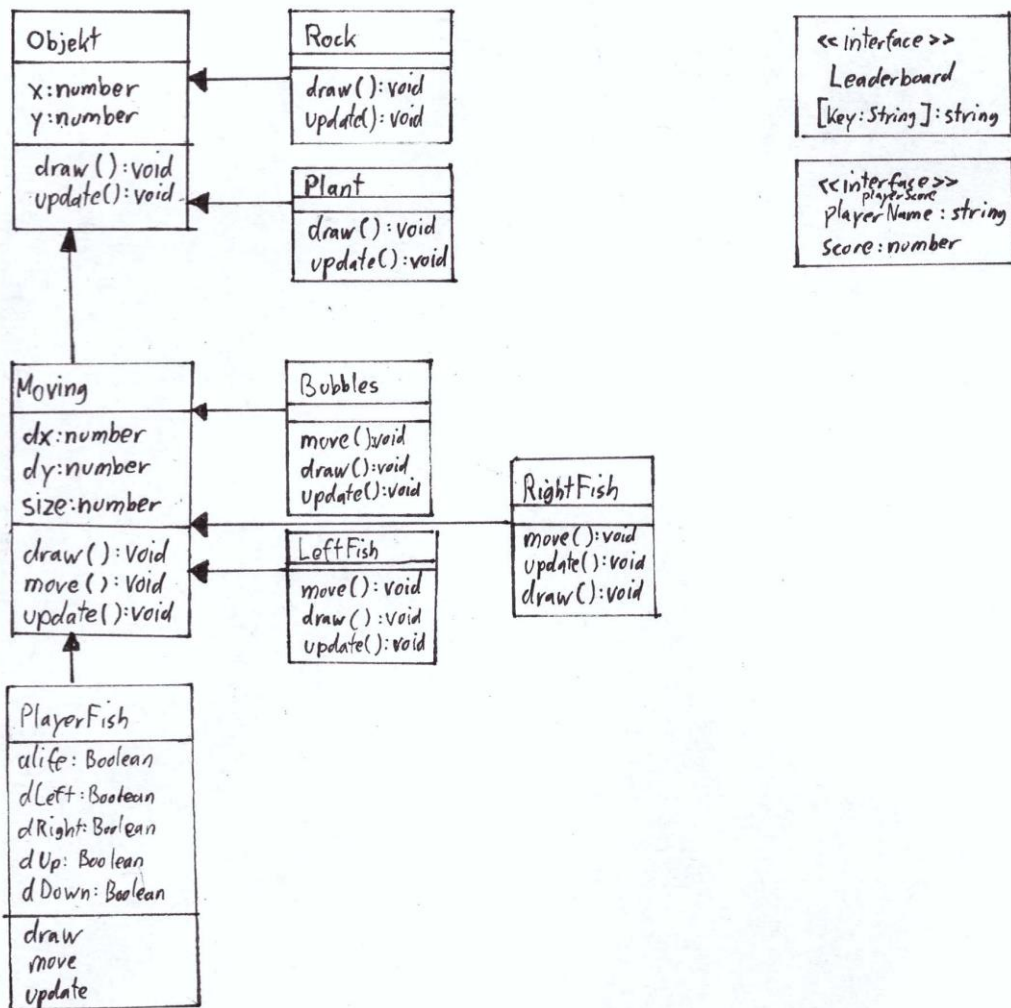 Objekt
x:number
y:number
draw():void
update():void
Rock
draw():void
update():void
Plant
draw():void
update():void
<<interface>>
Leaderboard
[key:String]:string
<<interface>>
playerScore
playerName:string
score:number
Moving
dx:number
dy:number
size:number
draw():void
move():void
update():void
Bubbles
move():void
draw():void
update():void
LeftFish
move():void
draw():void
update():void
RightFish
move():void
update():void
draw():void
PlayerFish
alife:Boolean
dLeft:Boolean
dRight:Boolean
dUp:Boolean
dDown:Boolean
draw
move
update